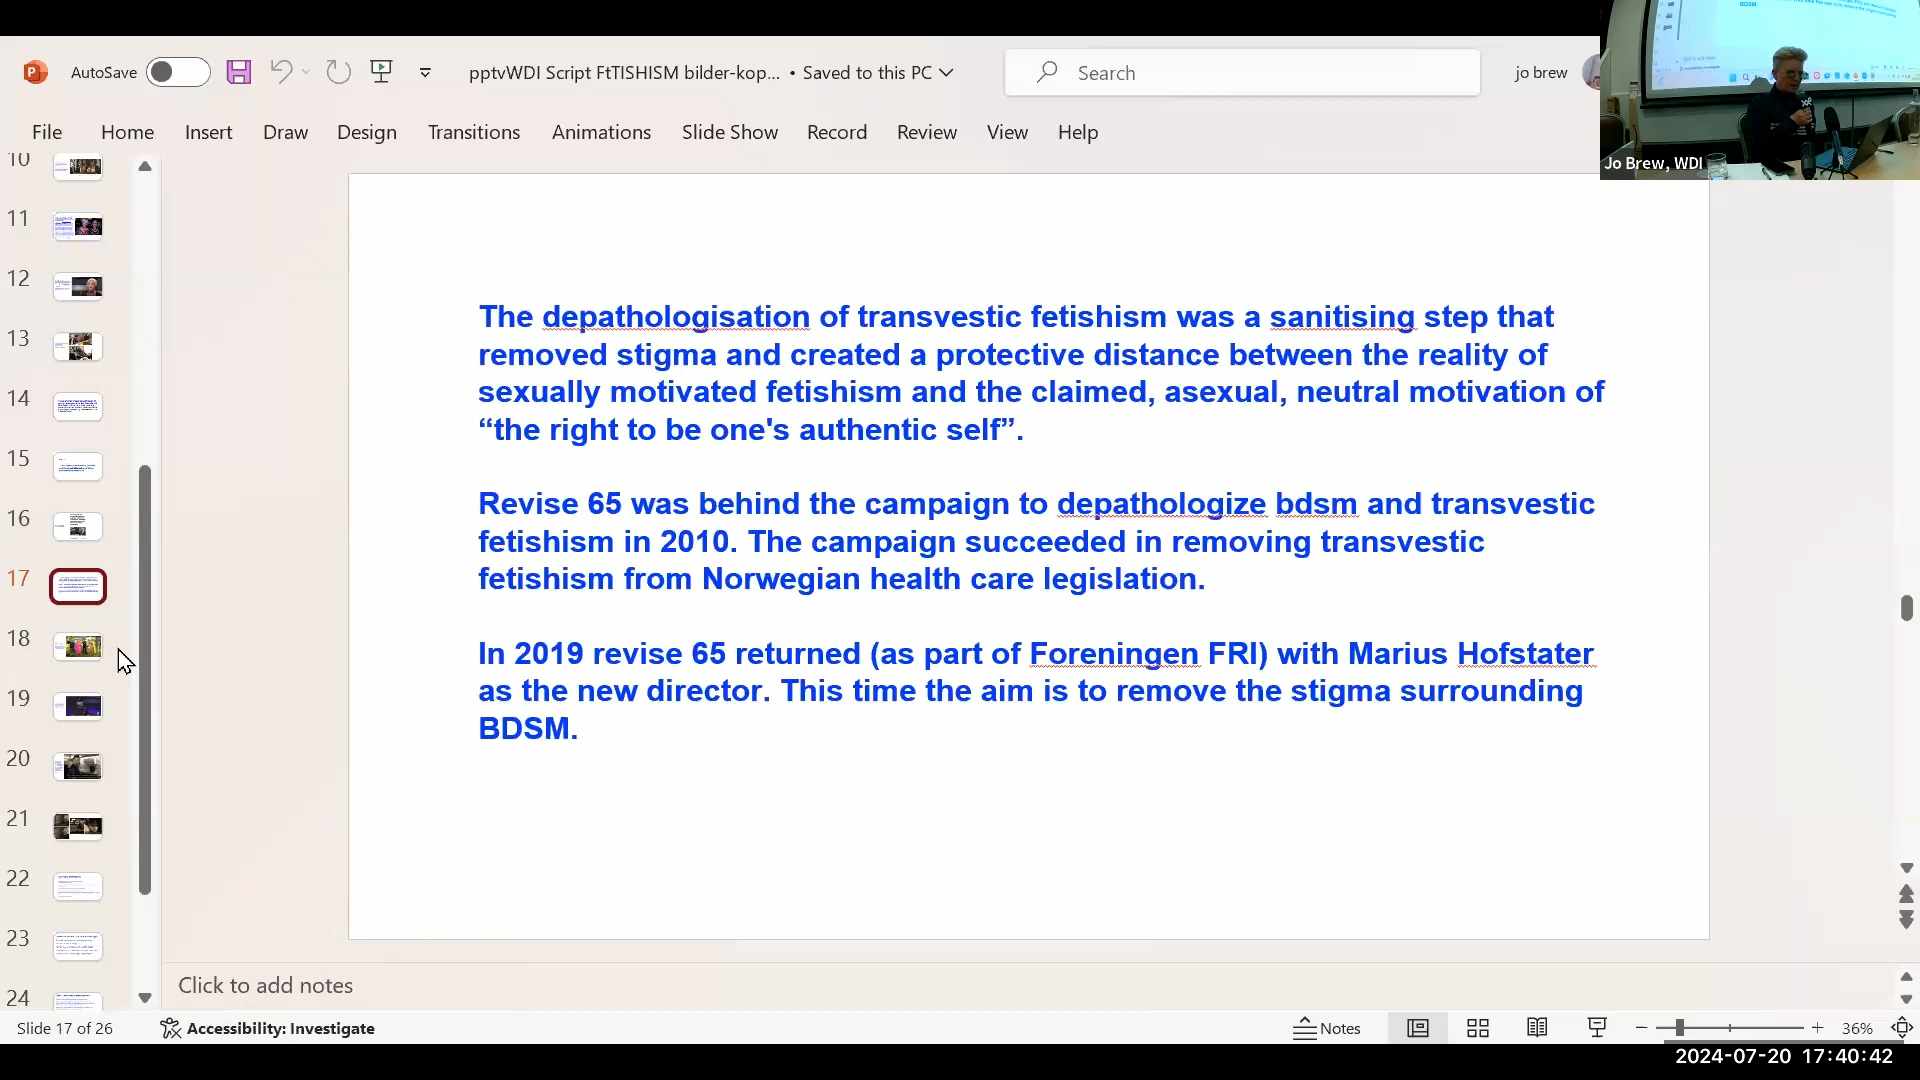 AutoSave
pptvWDI Script FtTISHISM bilder-kop... • Saved to this PC
Search
jo brew
File Home Insert Draw Design Transitions Animations Slide Show Record Review View Help
Jo Brew, WDI
10
11
12
13
14
15
16
17
18
19
20
21
22
23
24
The depathologisation of transvestic fetishism was a sanitising step that
removed stigma and created a protective distance between the reality of
sexually motivated fetishism and the claimed, asexual, neutral motivation of
“the right to be one's authentic self”.
Revise 65 was behind the campaign to depathologize bdsm and transvestic
fetishism in 2010. The campaign succeeded in removing transvestic
fetishism from Norwegian health care legislation.
In 2019 revise 65 returned (as part of Foreningen FRI) with Marius Hofstater
as the new director. This time the aim is to remove the stigma surrounding
BDSM.
Click to add notes
Slide 17 of 26
Accessibility: Investigate
Notes
36%
2024-07-20 17:40:42